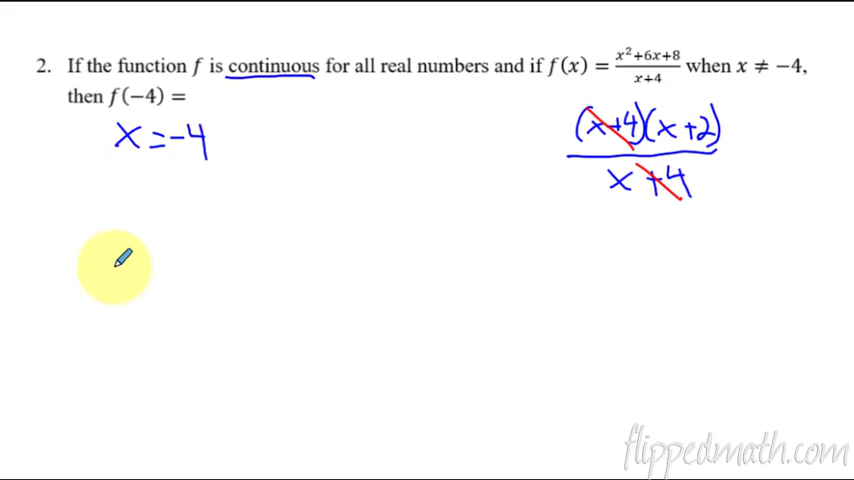 2. If the function f is continuous for all real numbers and if f(x) = x²+6x+8/x+4 when x ≠ −4,
then f(−4) =
x=-4
(x+4)(x+2)
x+4
flippedmath.com